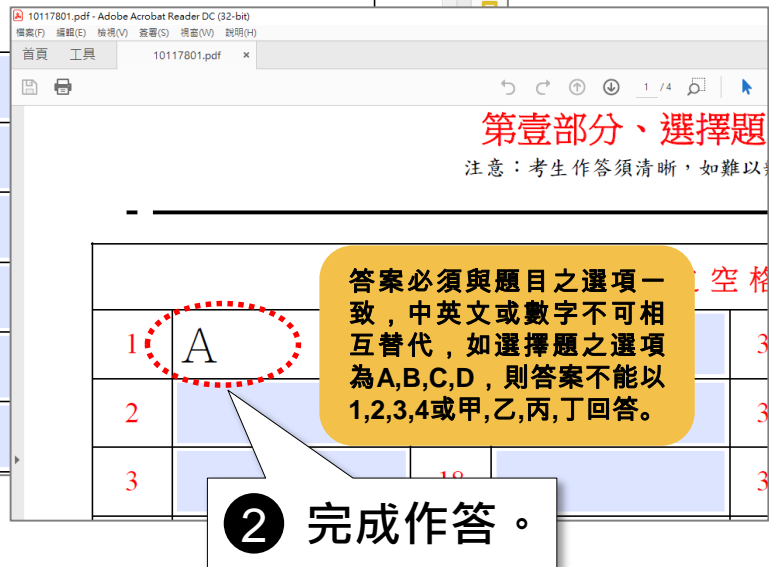 10117801.pdf - Adobe Acrobat Reader DC (32-bit)
檔案(F) 編輯(E) 檢視(V) 簽署(S) 視窗(W) 說明(H)
首頁 工具 10117801.pdf ×
1 / 4
第壹部分、選擇題
注意：考生作答須清晰，如難以
空格
答案必須與題目之選項一
致，中英文或數字不可相
互替代，如選擇題之選項
為A,B,C,D，則答案不能以
1,2,3,4或甲,乙,丙,丁回答。
1 A 3
2 3
3 18 3
2 完成作答。